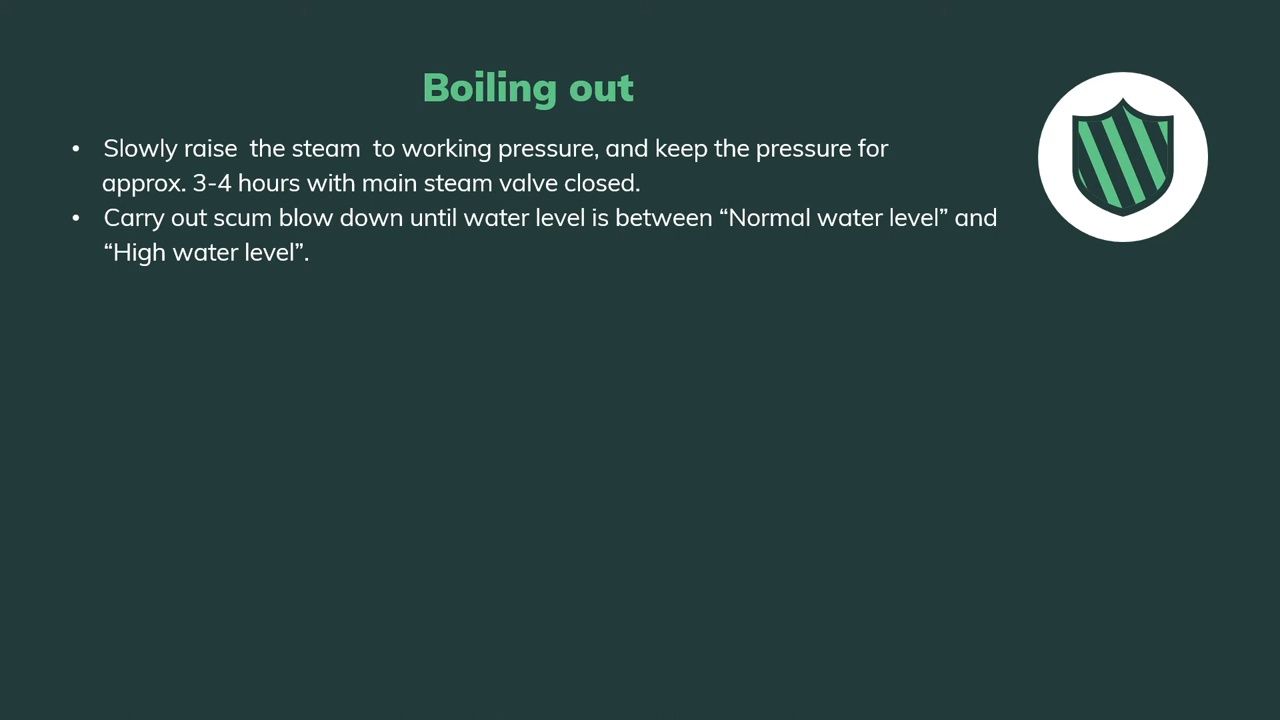 Boiling out
• Slowly raise the steam to working pressure, and keep the pressure for
approx. 3-4 hours with main steam valve closed.
• Carry out scum blow down until water level is between “Normal water level” and
“High water level”.